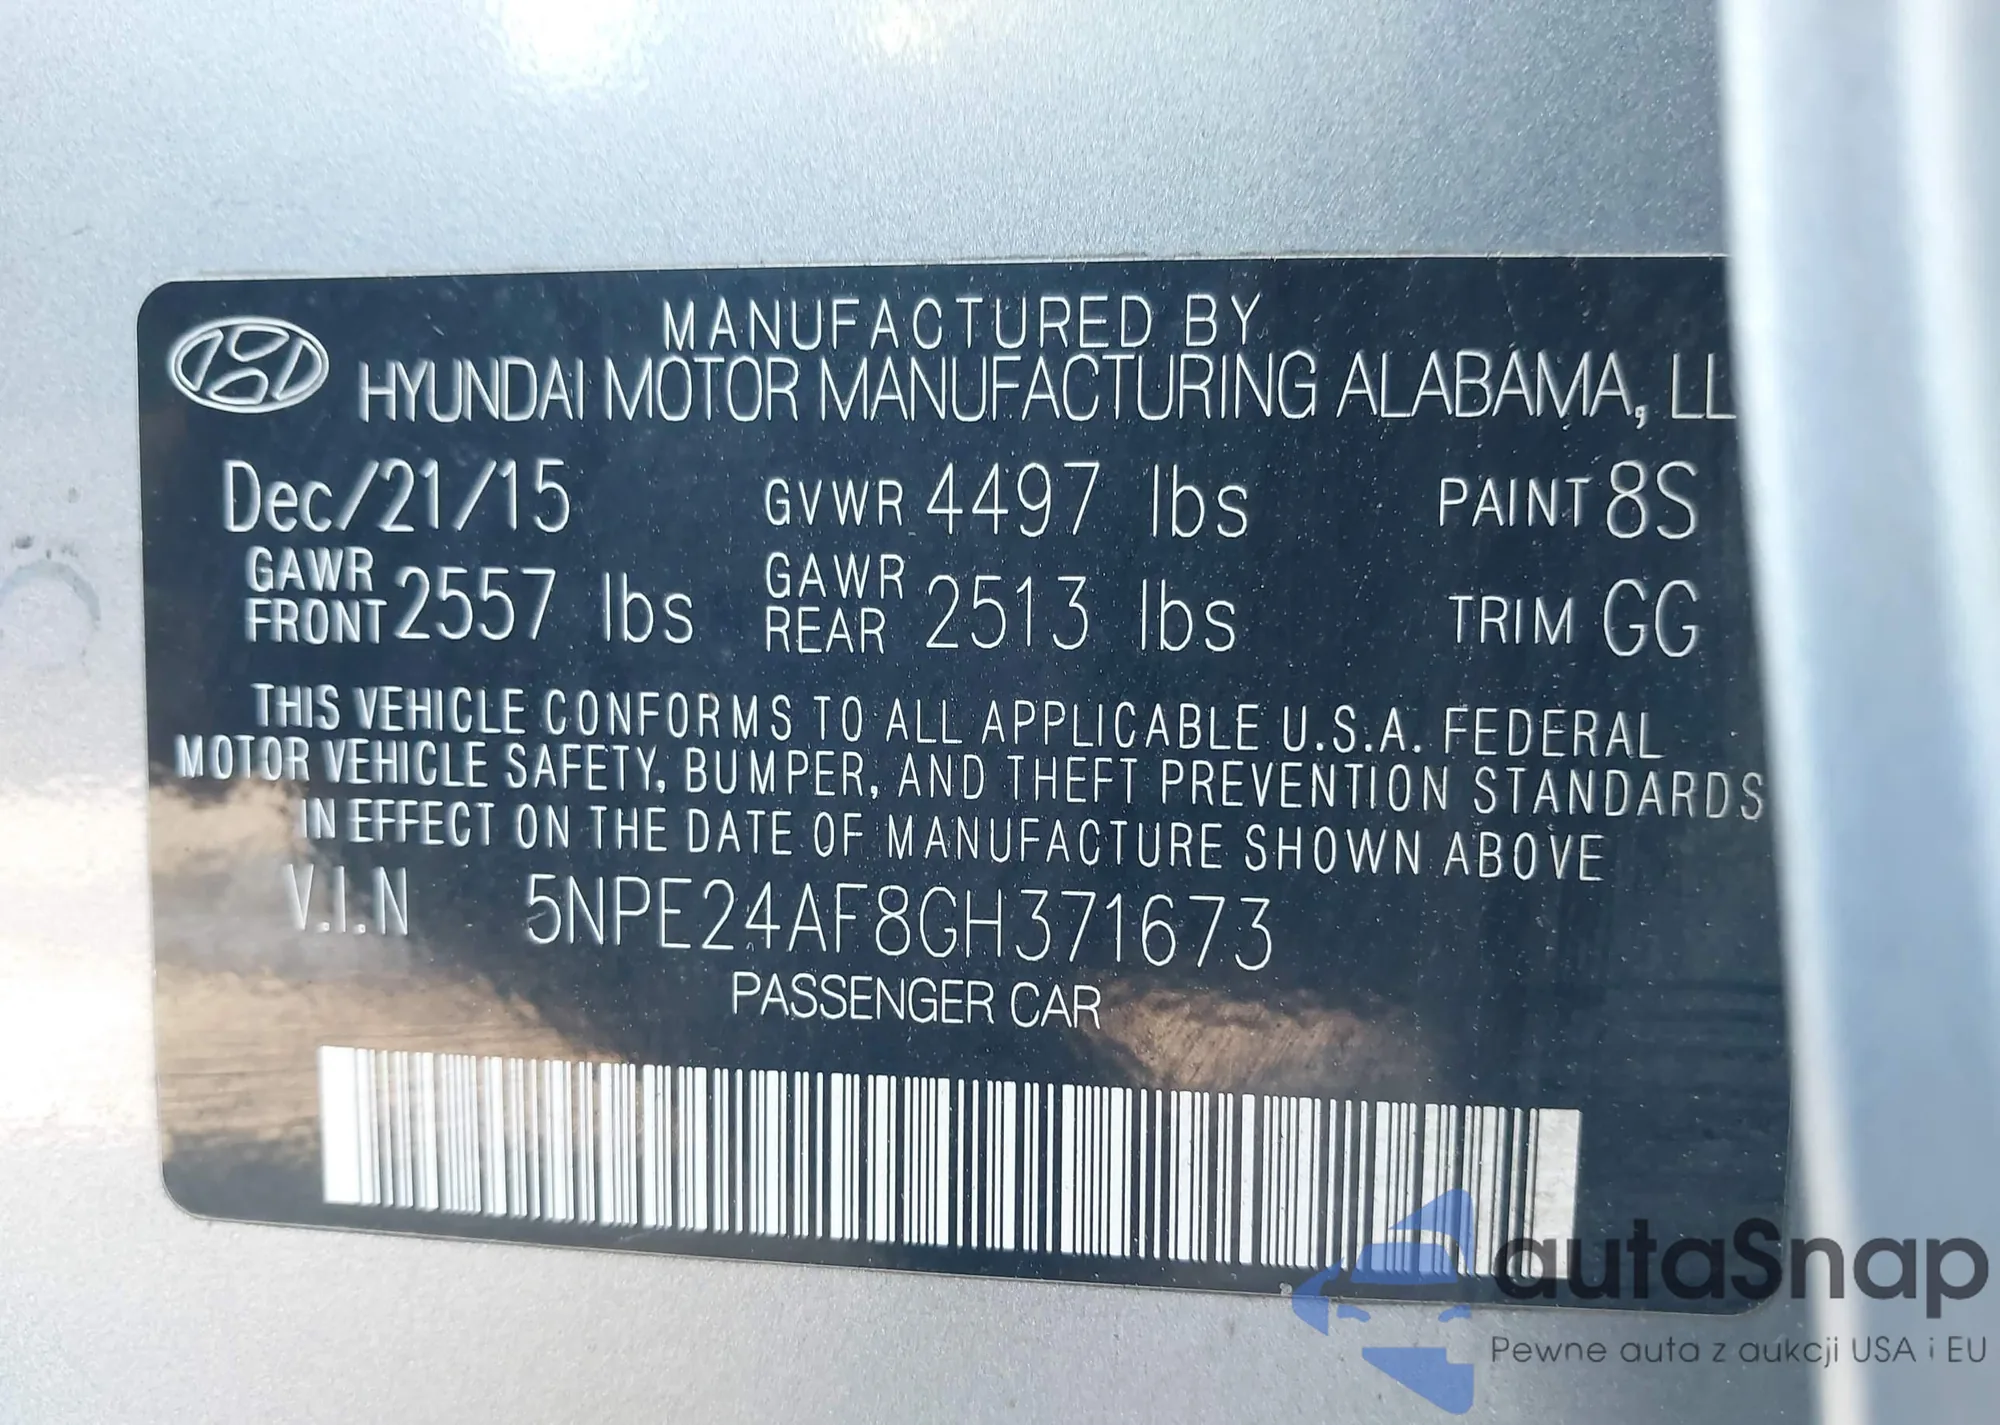 MANUFACTURED BY
HYUNDAI MOTOR MANUFACTURING ALABAMA, LL
Dec/21/15 GVWR 4497 lbs PAINT 8S
GAWR FRONT 2557 lbs GAWR REAR 2513 lbs TRIM GG
THIS VEHICLE CONFORMS TO ALL APPLICABLE U.S.A. FEDERAL
MOTOR VEHICLE SAFETY, BUMPER, AND THEFT PREVENTION STANDARDS
IN EFFECT ON THE DATE OF MANUFACTURE SHOWN ABOVE
V.I.N 5NPE24AF8GH371673
PASSENGER CAR
autaSnap
Pewne auta z aukcji USA i EU